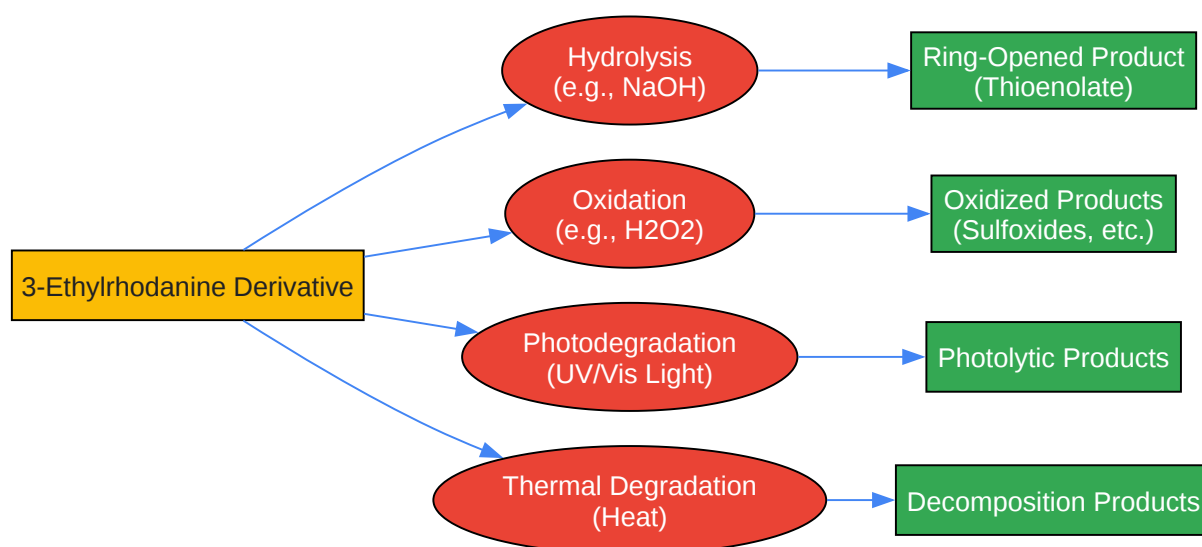 Hydrolysis
(e.g., NaOH)
Ring-Opened Product
(Thioenolate)
Oxidation
(e.g., H2O2)
Oxidized Products
(Sulfoxides, etc.)
3-Ethylrhodanine Derivative
Photodegradation
(UV/Vis Light)
Photolytic Products
Thermal Degradation
(Heat)
Decomposition Products